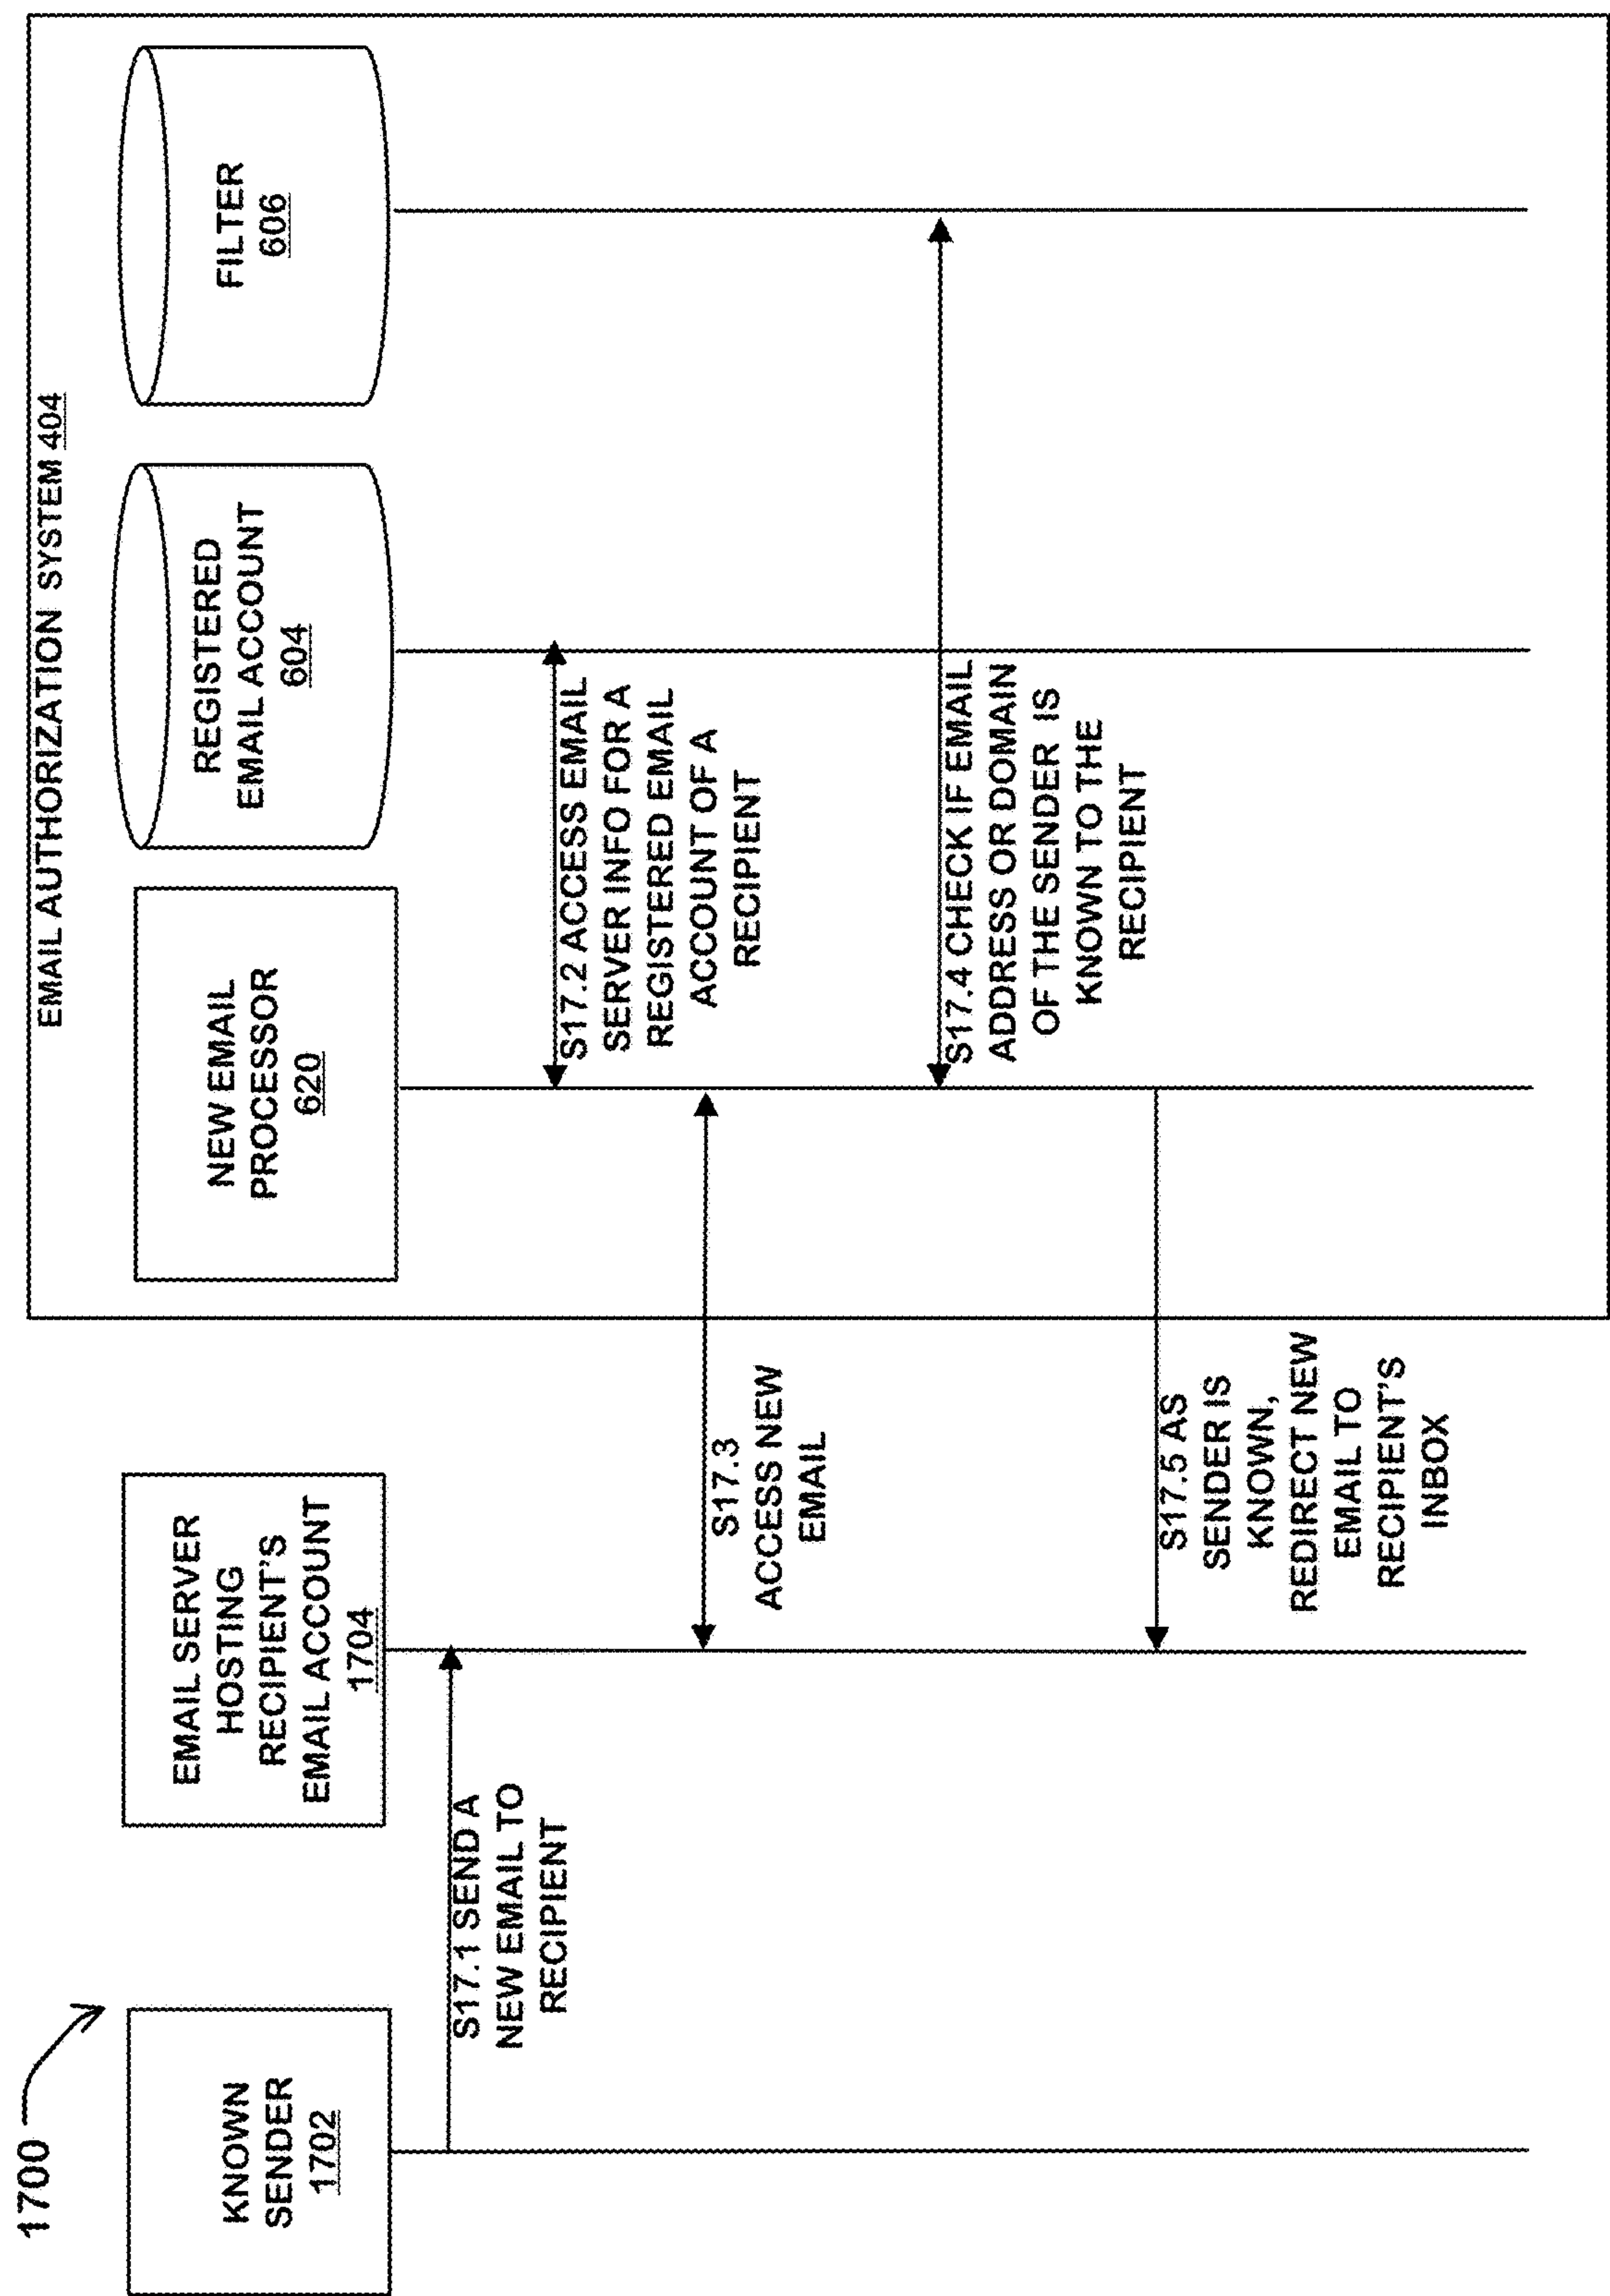 1700
KNOWN
SENDER
1702
EMAIL SERVER
HOSTING
RECIPIENT'S
EMAIL ACCOUNT
1704
EMAIL AUTHORIZATION SYSTEM 404
NEW EMAIL
PROCESSOR
620
REGISTERED
EMAIL ACCOUNT
604
FILTER
606
S17.1 SEND A
NEW EMAIL TO
RECIPIENT
S17.2 ACCESS EMAIL
SERVER INFO FOR A
REGISTERED EMAIL
ACCOUNT OF A
RECIPIENT
S17.3
ACCESS NEW
EMAIL
S17.4 CHECK IF EMAIL
ADDRESS OR DOMAIN
OF THE SENDER IS
KNOWN TO THE
RECIPIENT
S17.5 AS
SENDER IS
KNOWN,
REDIRECT NEW
EMAIL TO
RECIPIENT'S
INBOX